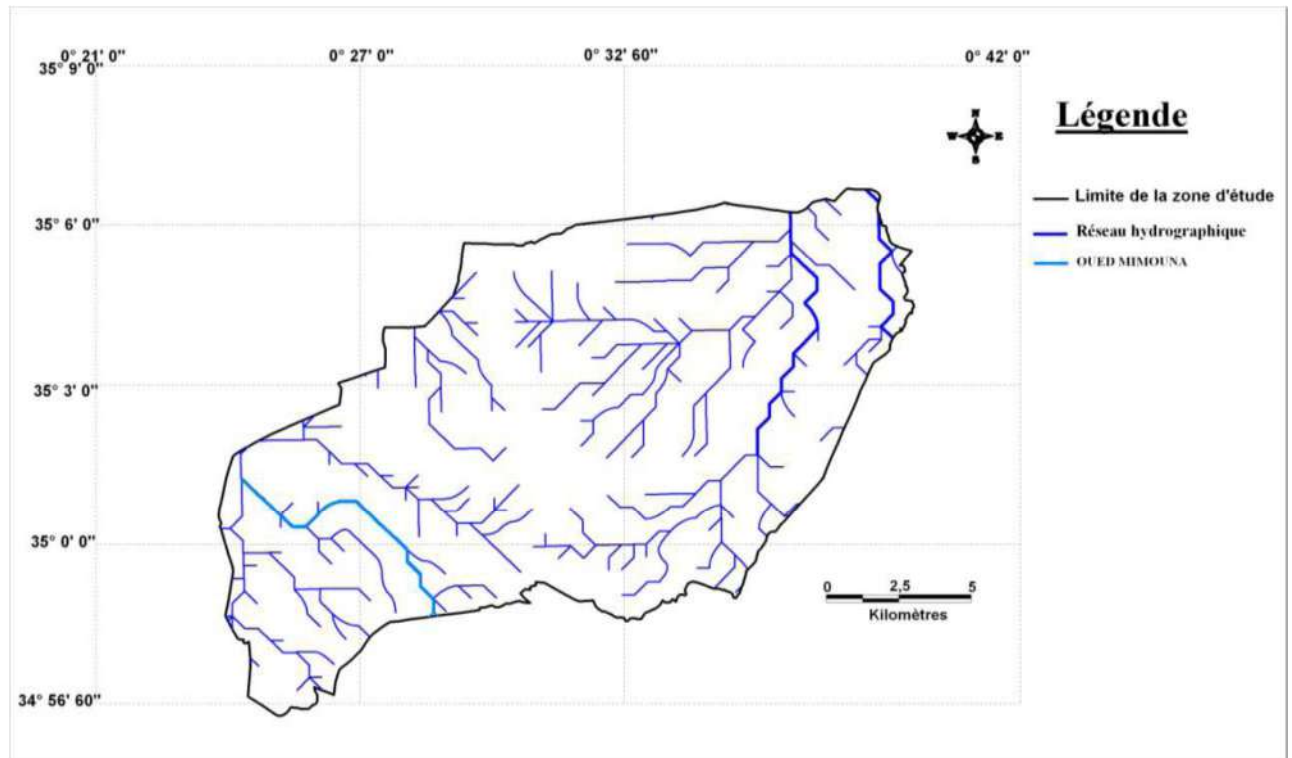 0° 21' 0" 0° 27' 0" 0° 32' 60" 0° 42' 0"
35° 9' 0"
N
W E
S
Légende
Limite de la zone d'étude
35° 6' 0"
Réseau hydrographique
OUED MIMOUNA
35° 3' 0"
35° 0' 0"
0 2,5 5
Kilomètres
34° 56' 60"